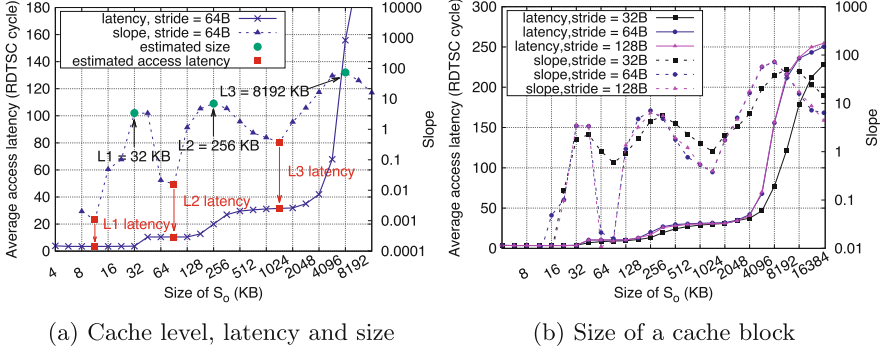 180
160
140
120
100
80
60
40
20
0
Average access latency (RDTSC cycle)
latency, stride = 64B
slope, stride = 64B
estimated size
estimated access latency
L3 = 8192 KB
L1 = 32 KB
L2 = 256 KB
L1 latency
L2 latency
L3 latency
10000
1000
100
10
1
0.1
0.01
0.001
0.0001
Slope
4 8 16 32 64 128 256 512 1024 2048 4096 8192
Size of So (KB)
(a) Cache level, latency and size
300
250
200
150
100
50
0
Average access latency (RDTSC cycle)
latency,stride = 32B
latency,stride = 64B
latency,stride = 128B
slope,stride = 32B
slope,stride = 64B
slope,stride = 128B
1000
100
10
1
0.1
0.01
Slope
8 16 32 64 128 256 512 1024 2048 4096 8192 16384
Size of So (KB)
(b) Size of a cache block